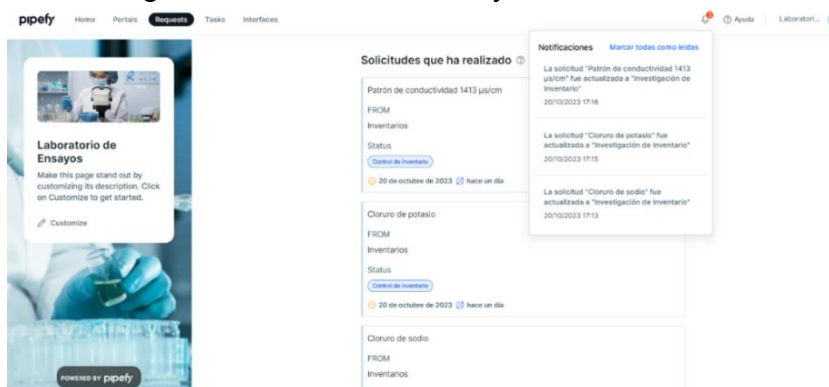 pipefy
Home Portals Requests Tasks Interfaces
Ayuda Laboratori...
Laboratorio de
Ensayos
Make this page stand out by
customizing its description. Click
on Customize to get started.
Customize
POWERED BY pipefy
Solicitudes que ha realizado
Patrón de conductividad 1413 µs/cm
FROM
Inventarios
Status
Control de inventario
20 de octubre de 2023 hace un día
Cloruro de potasio
FROM
Inventarios
Status
Control de inventario
20 de octubre de 2023 hace un día
Cloruro de sodio
FROM
Inventarios
Notificaciones Marcar todas como leídas
La solicitud "Patrón de conductividad 1413
µs/cm" fue actualizada a "Investigación de
Inventario"
20/10/2023 17:16
La solicitud "Cloruro de potasio" fue
actualizada a "Investigación de Inventario"
20/10/2023 17:15
La solicitud "Cloruro de sodio" fue
actualizada a "Investigación de Inventario"
20/10/2023 17:13